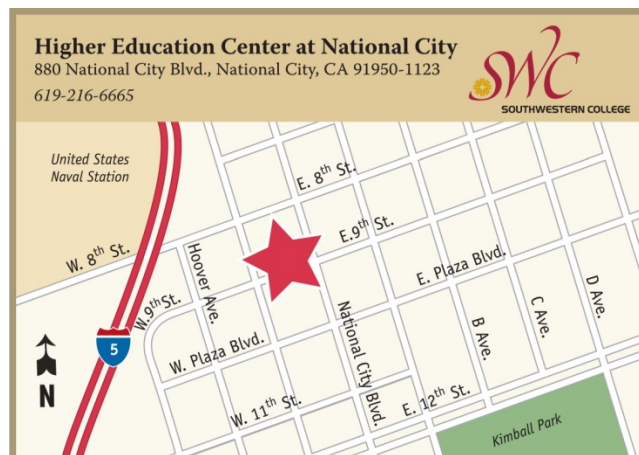 Higher Education Center at National City
880 National City Blvd., National City, CA 91950-1123
619-216-6665
SWC
SOUTHWESTERN COLLEGE
United States
Naval Station
E. 8th St.
W. 8th St.
E.9th St.
Hoover Ave.
W.9thSt.
E. Plaza Blvd.
D Ave.
C Ave.
B Ave.
National City Blvd.
5
W. Plaza Blvd.
N
W. 11th St.
E. 12th St.
Kimball Park